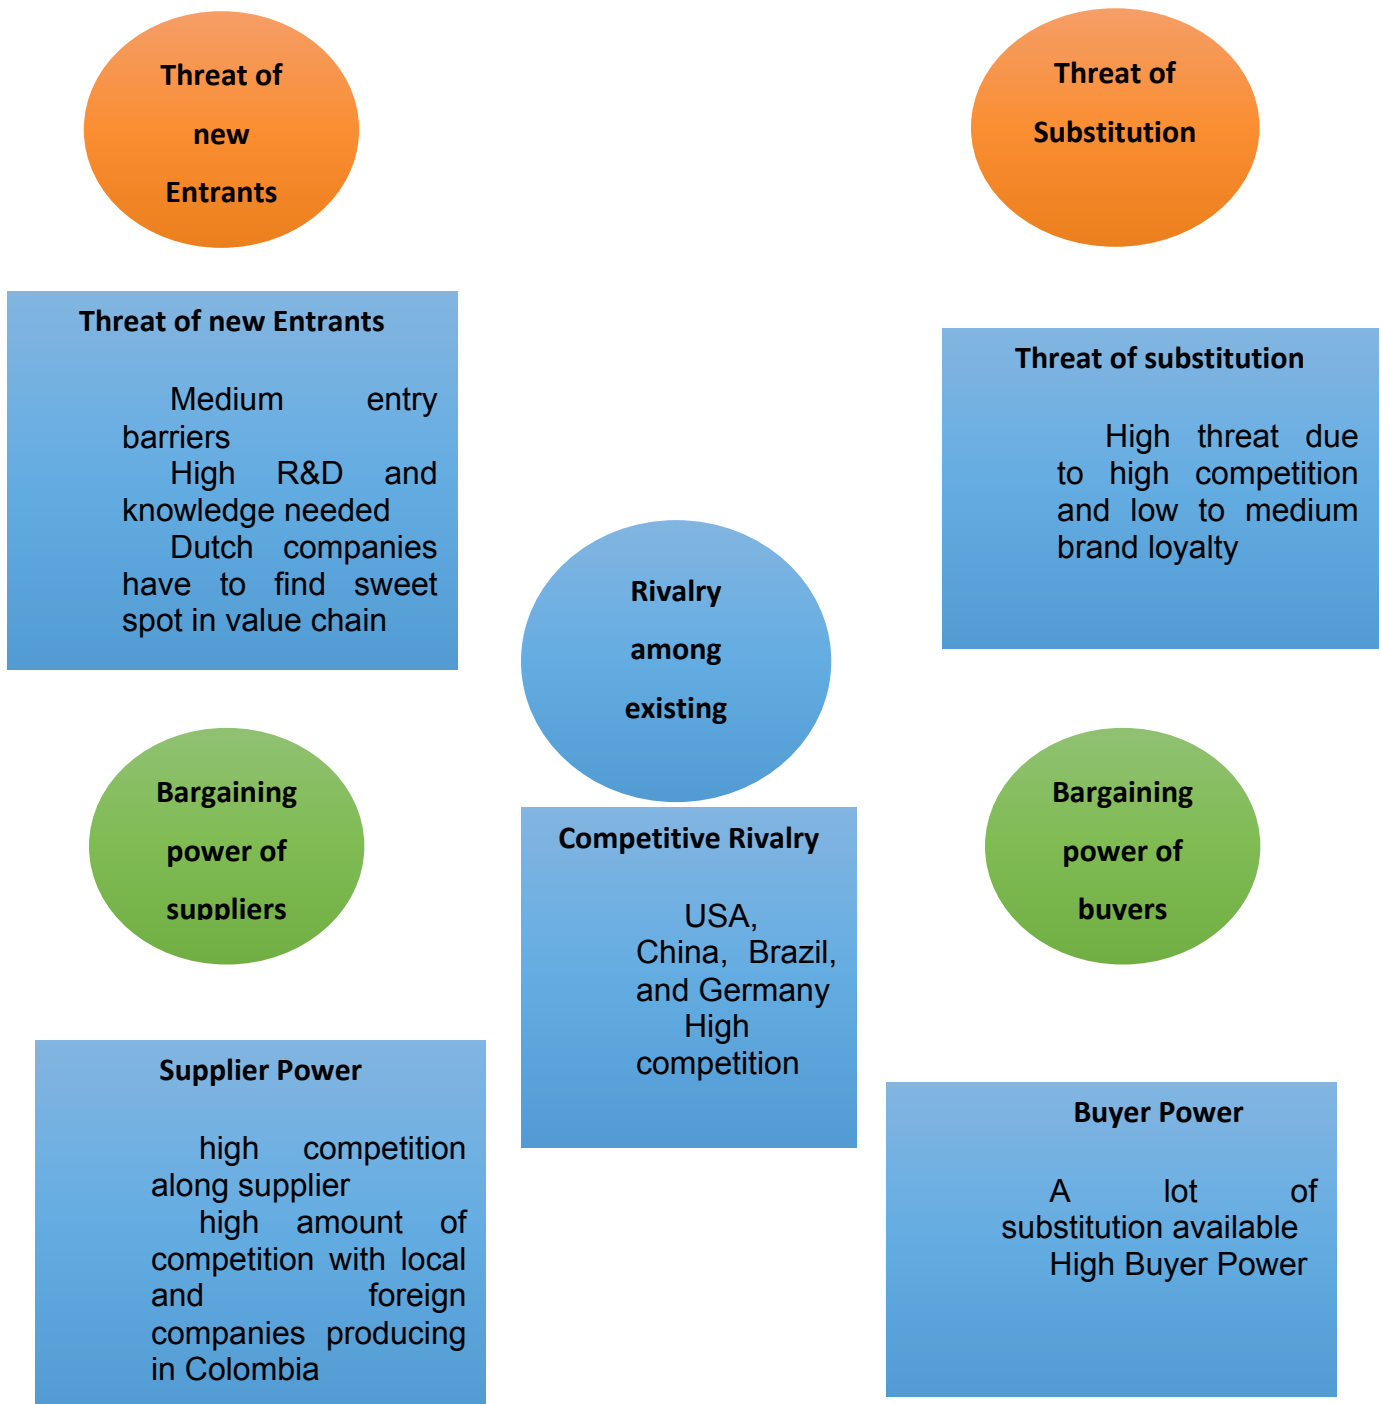 Threat of
new
Entrants
Threat of
Substitution
Threat of new Entrants
Medium entry
barriers
High R&D and
knowledge needed
Dutch companies
have to find sweet
spot in value chain
Threat of substitution
High threat due
to high competition
and low to medium
brand loyalty
Rivalry
among
existing
Bargaining
power of
suppliers
Bargaining
power of
buyers
Competitive Rivalry
USA,
China, Brazil,
and Germany
High
competition
Supplier Power
high competition
along supplier
high amount of
competition with local
and foreign
companies producing
in Colombia
Buyer Power
A lot of
substitution available
High Buyer Power